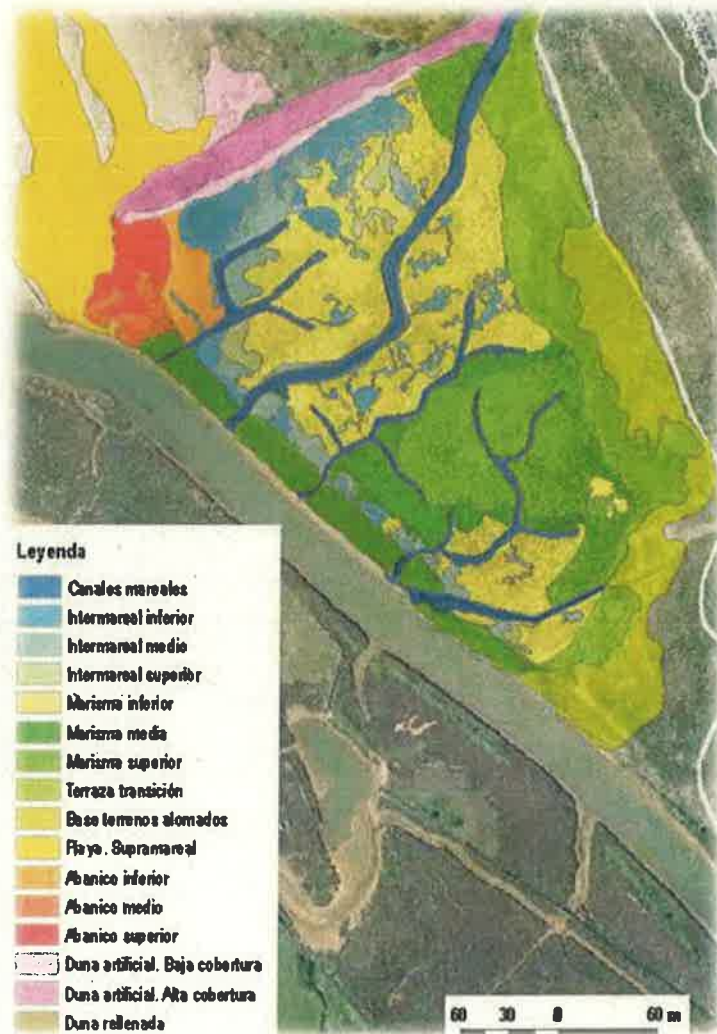 Leyenda
Canales mareales
Intermareal inferior
Intermareal medio
Intermareal superior
Marisma inferior
Marisma media
Marisma superior
Terraza transición
Base terrenos alomados
Playa. Supramareal
Abanico inferior
Abanico medio
Abanico superior
Duna artificial. Baja cobertura
Duna artificial. Alta cobertura
Duna rellenada
60 30 0 60 m